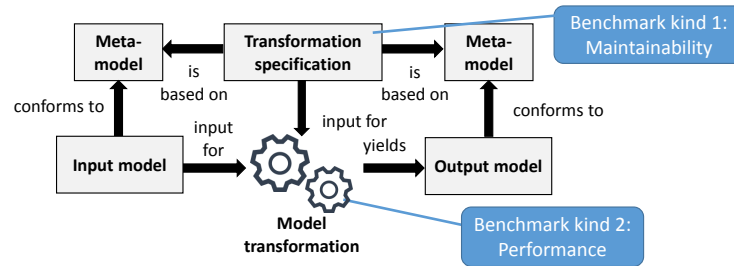 Meta-
model
Transformation
specification
Meta-
model
Benchmark kind 1:
Maintainability
is
based on
is
based on
conforms to
conforms to
input
for
input for
yields
Input model
Output model
Model
transformation
Benchmark kind 2:
Performance